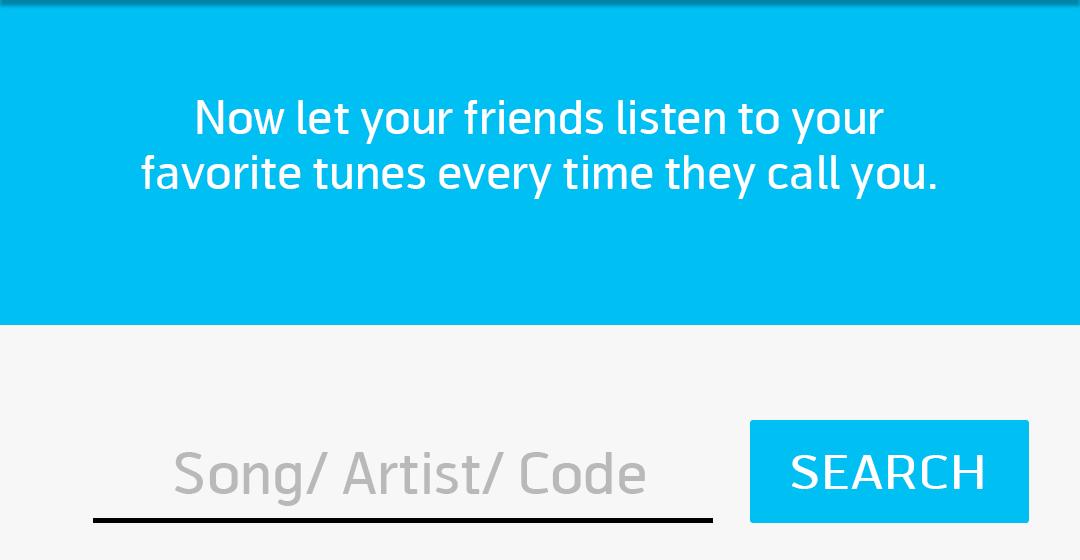 Now let your friends listen to your
favorite tunes every time they call you.
Song/ Artist/ Code
SEARCH